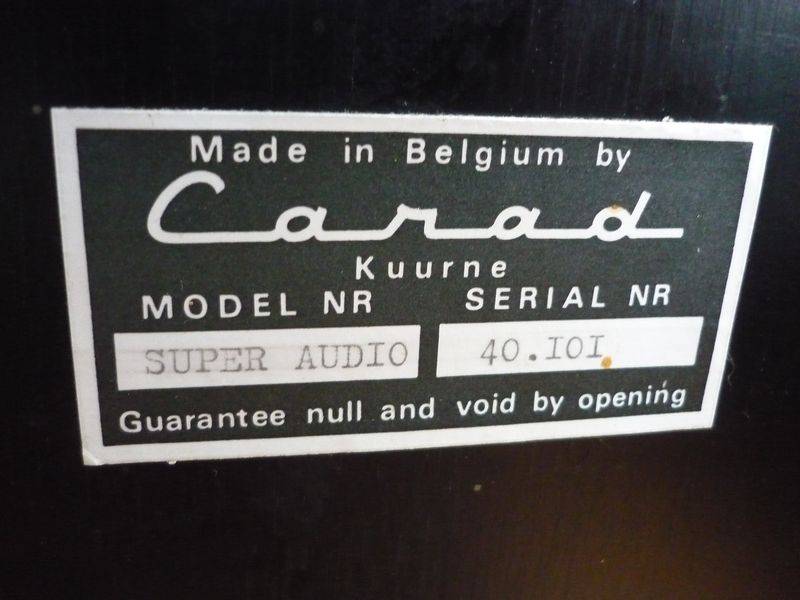 Made in Belgium by
Carad
Kuurne
MODEL NR SERIAL NR
SUPER AUDIO 40.IOI
Guarantee null and void by opening